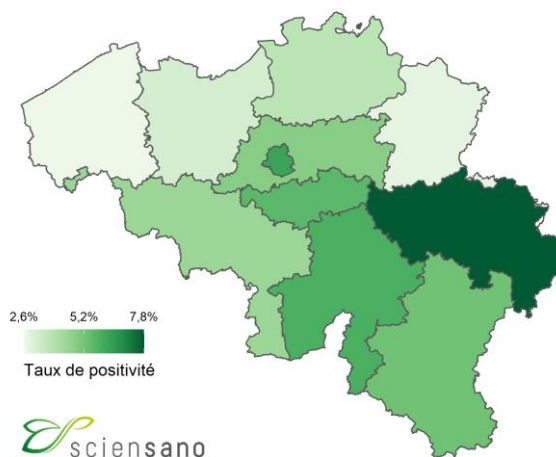 2,6% 5,2% 7,8%
Taux de positivité
sciensano